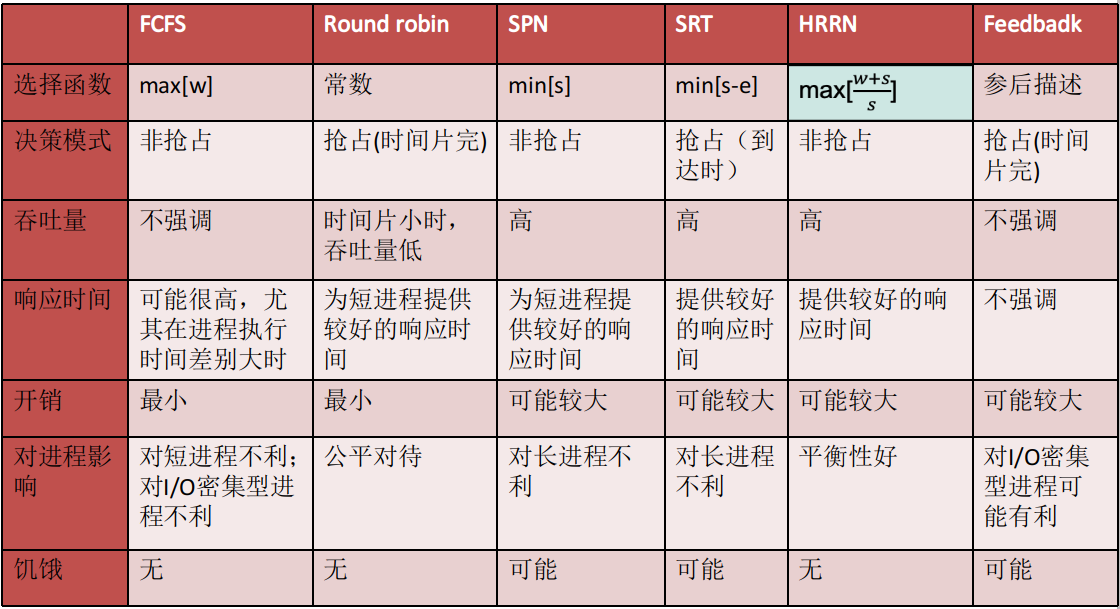 FCFS Round robin SPN SRT HRRN Feedbadk
选择函数 max[w] 常数 min[s] min[s-e] max[(w+s)/s] 参后描述
决策模式 非抢占 抢占(时间片完) 非抢占 抢占（到 非抢占 抢占(时间
达时） 片完)
吞吐量 不强调 时间片小时， 高 高 高 不强调
吞吐量低
响应时间 可能很高，尤 为短进程提供 为短进程提 提供较好 提供较好的响 不强调
其在进程执行 较好的响应时 供较好的响 的响应时 应时间
时间差别大时 间 应时间 间
开销 最小 最小 可能较大 可能较大 可能较大 可能较大
对进程影 对短进程不利； 公平对待 对长进程不 对长进程 平衡性好 对I/O密集
响 对I/O密集型进 利 不利 型进程可
程不利 能有利
饥饿 无 无 可能 可能 无 可能